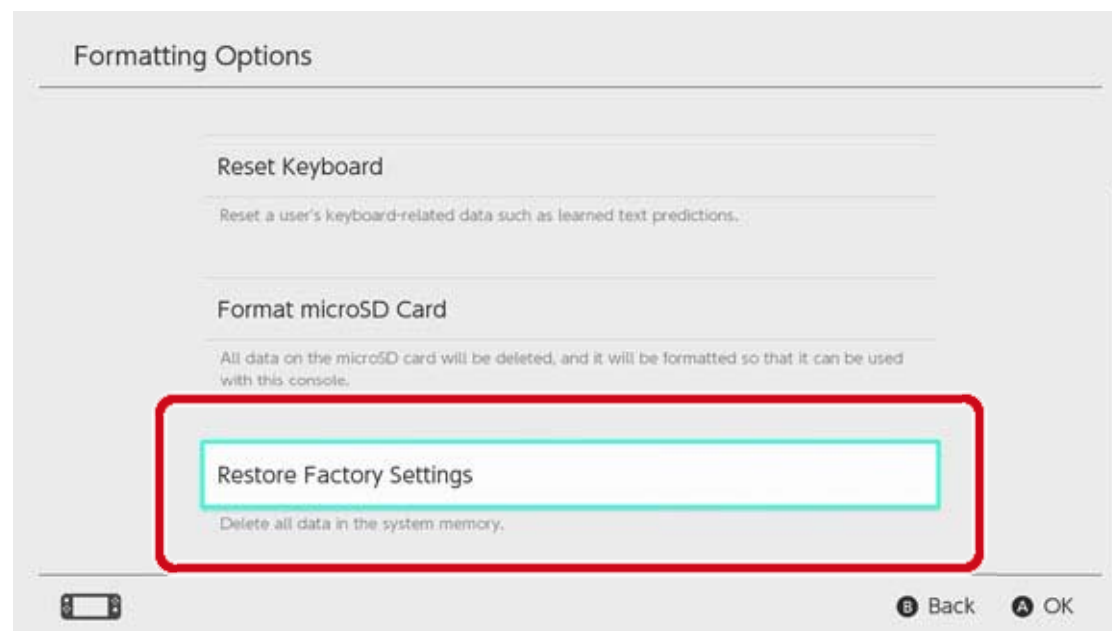 Formatting Options
Reset Keyboard
Reset a user's keyboard-related data such as learned text predictions.
Format microSD Card
All data on the microSD card will be deleted, and it will be formatted so that it can be used
with this console.
Restore Factory Settings
Delete all data in the system memory.
B Back A OK